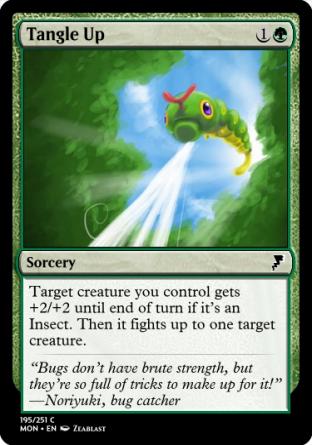 Tangle Up 1
Sorcery
Target creature you control gets
+2/+2 until end of turn if it's an
Insect. Then it fights up to one target
creature.
"Bugs don't have brute strength, but
they're so full of tricks to make up for it!"
—Noriyuki, bug catcher
195/251 C
MON • EN ZEABLAST